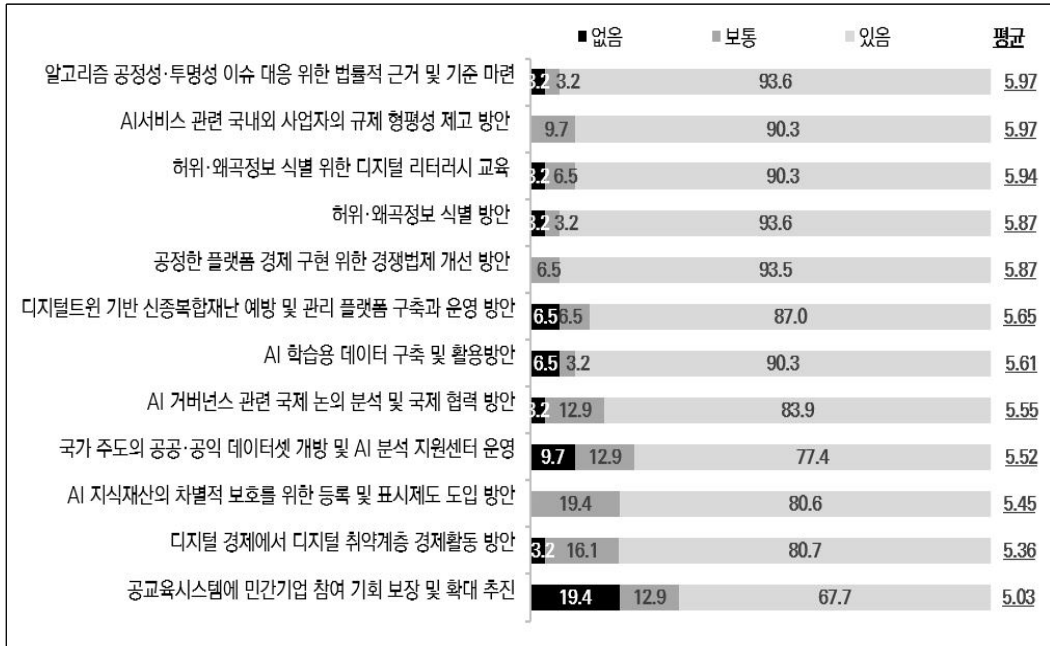 ■ 없음 ■ 보통 ■ 있음 평균
알고리즘 공정성·투명성 이슈 대응 위한 법률적 근거 및 기준 마련 3.2 3.2 93.6 5.97
AI서비스 관련 국내외 사업자의 규제 형평성 제고 방안 9.7 90.3 5.97
허위·왜곡정보 식별 위한 디지털 리터러시 교육 3.2 6.5 90.3 5.94
허위·왜곡정보 식별 방안 3.2 3.2 93.6 5.87
공정한 플랫폼 경제 구현 위한 경쟁법제 개선 방안 6.5 93.5 5.87
디지털트윈 기반 신종복합재난 예방 및 관리 플랫폼 구축과 운영 방안 6.5 6.5 87.0 5.65
AI 학습용 데이터 구축 및 활용방안 6.5 3.2 90.3 5.61
AI 거버넌스 관련 국제 논의 분석 및 국제 협력 방안 3.2 12.9 83.9 5.55
국가 주도의 공공·공익 데이터셋 개방 및 AI 분석 지원센터 운영 9.7 12.9 77.4 5.52
AI 지식재산의 차별적 보호를 위한 등록 및 표시제도 도입 방안 19.4 80.6 5.45
디지털 경제에서 디지털 취약계층 경제활동 방안 3.2 16.1 80.7 5.36
공교육시스템에 민간기업 참여 기회 보장 및 확대 추진 19.4 12.9 67.7 5.03